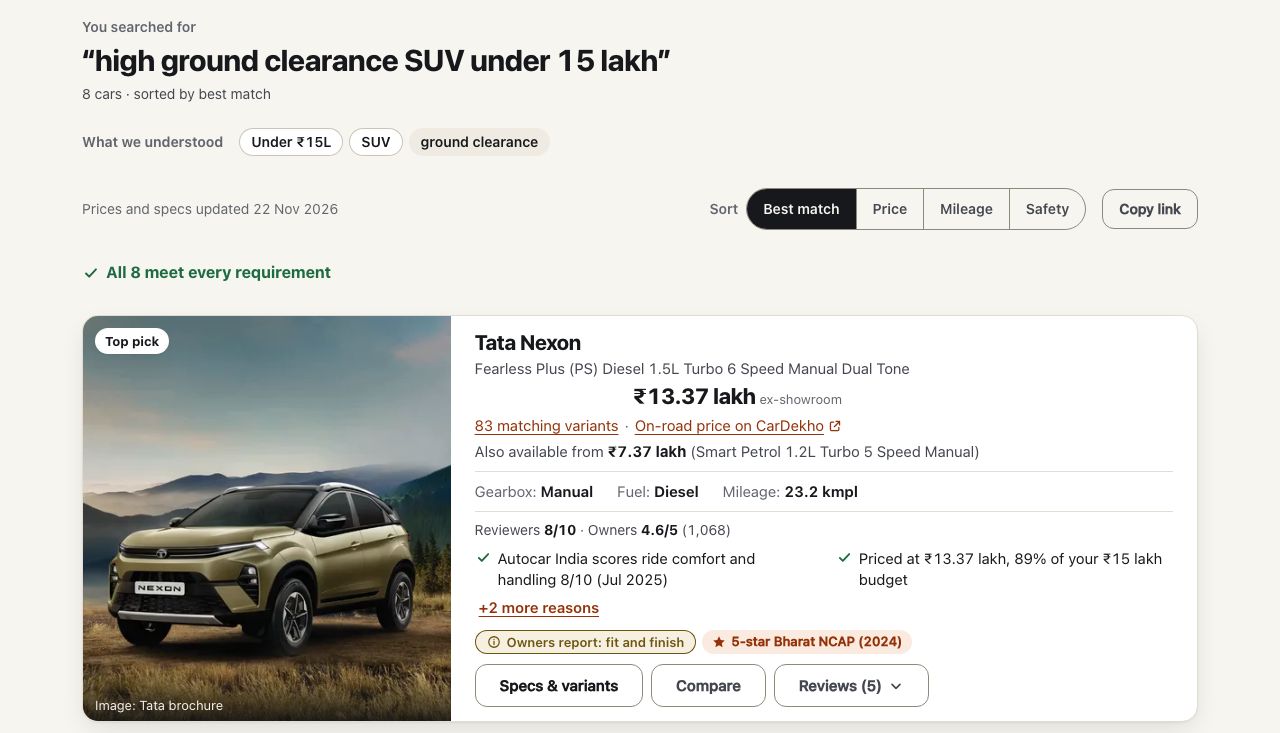 You searched for
“high ground clearance SUV under 15 lakh”
8 cars · sorted by best match
What we understood Under ₹15L SUV ground clearance
Prices and specs updated 22 Nov 2026 Sort Best match Price Mileage Safety Copy link
All 8 meet every requirement
Top pick
NEXON
Image: Tata brochure
Tata Nexon
Fearless Plus (PS) Diesel 1.5L Turbo 6 Speed Manual Dual Tone
₹13.37 lakh ex-showroom
83 matching variants · On-road price on CarDekho
Also available from ₹7.37 lakh (Smart Petrol 1.2L Turbo 5 Speed Manual)
Gearbox: Manual Fuel: Diesel Mileage: 23.2 kmpl
Reviewers 8/10 · Owners 4.6/5 (1,068)
Autocar India scores ride comfort and
handling 8/10 (Jul 2025)
Priced at ₹13.37 lakh, 89% of your ₹15 lakh
budget
+2 more reasons
Owners report: fit and finish 5-star Bharat NCAP (2024)
Specs & variants Compare Reviews (5)